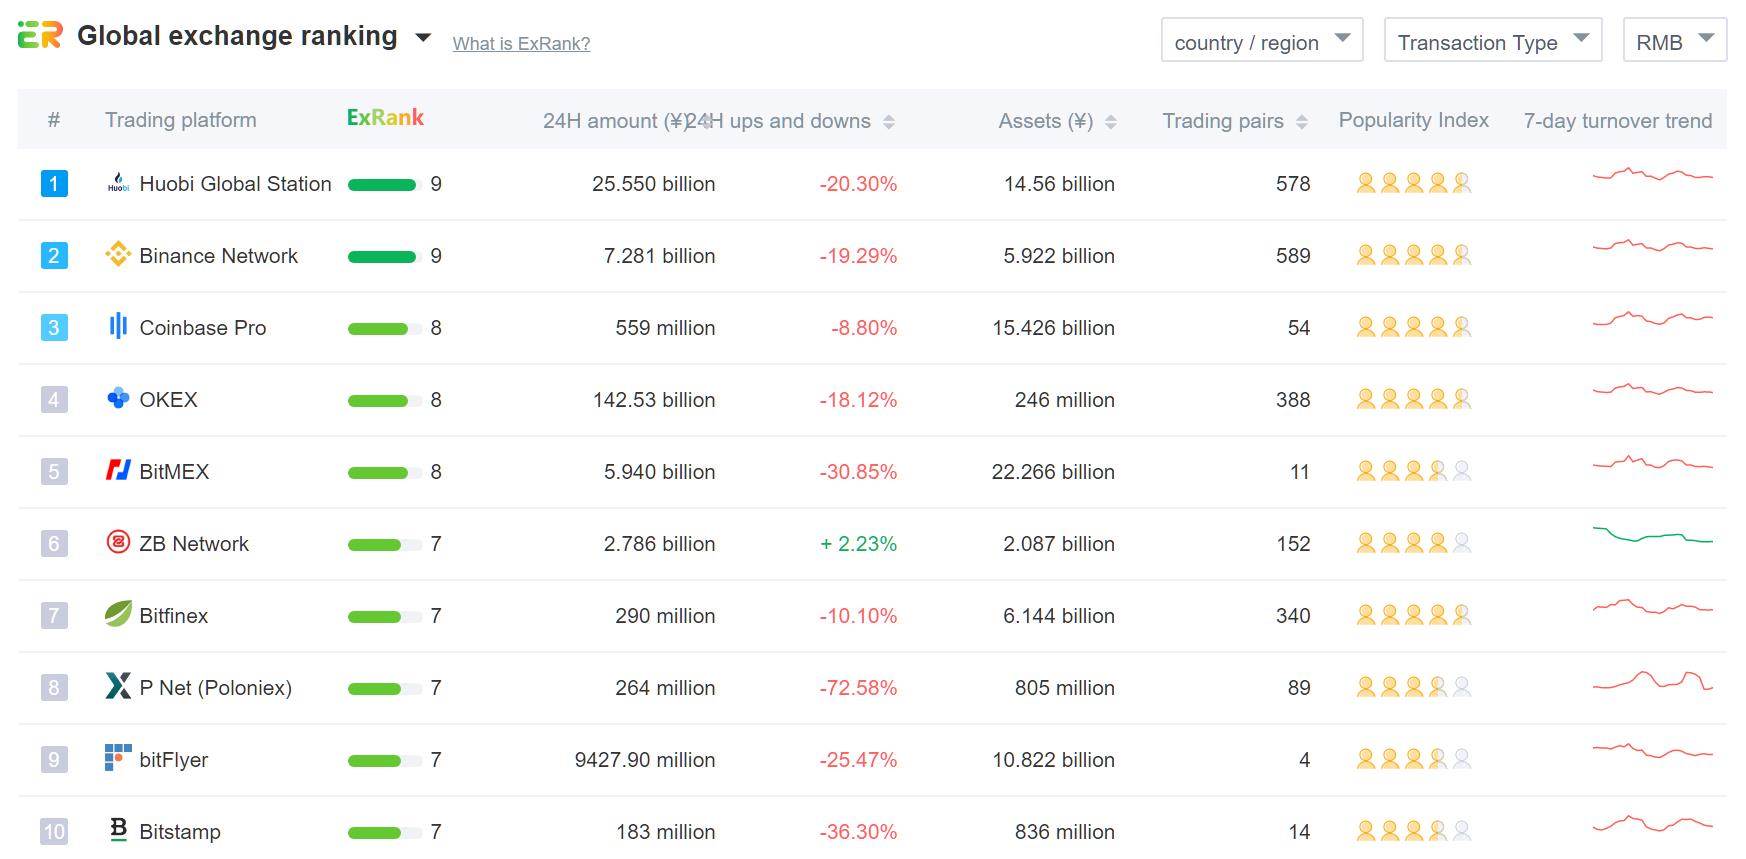 ER Global exchange ranking What is ExRank? country / region Transaction Type RMB
# Trading platform ExRank 24H amount (¥) 24H ups and downs Assets (¥) Trading pairs Popularity Index 7-day turnover trend
1 Huobi Huobi Global Station 9 25.550 billion -20.30% 14.56 billion 578
2 Binance Network 9 7.281 billion -19.29% 5.922 billion 589
3 Coinbase Pro 8 559 million -8.80% 15.426 billion 54
4 OKEX 8 142.53 billion -18.12% 246 million 388
5 BitMEX 8 5.940 billion -30.85% 22.266 billion 11
6 ZB Network 7 2.786 billion + 2.23% 2.087 billion 152
7 Bitfinex 7 290 million -10.10% 6.144 billion 340
8 P Net (Poloniex) 7 264 million -72.58% 805 million 89
9 bitFlyer 7 9427.90 million -25.47% 10.822 billion 4
10 Bitstamp 7 183 million -36.30% 836 million 14